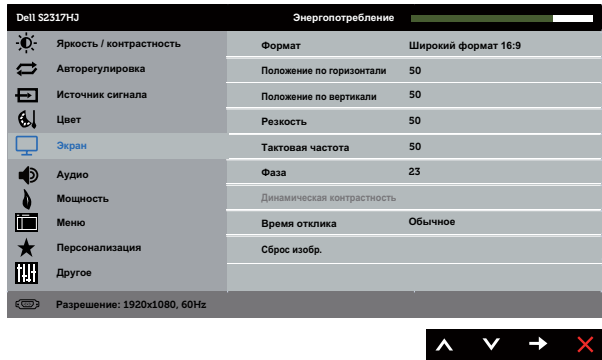 Dell S2317HJ Энергопотребление
Яркость / контрастность
Авторегулировка
Источник сигнала
Цвет
Экран
Аудио
Мощность
Меню
Персонализация
Другое
Формат Широкий формат 16:9
Положение по горизонтали 50
Положение по вертикали 50
Резкость 50
Тактовая частота 50
Фаза 23
Динамическая контрастность
Время отклика Обычное
Сброс изобр.
Разрешение: 1920x1080, 60Hz